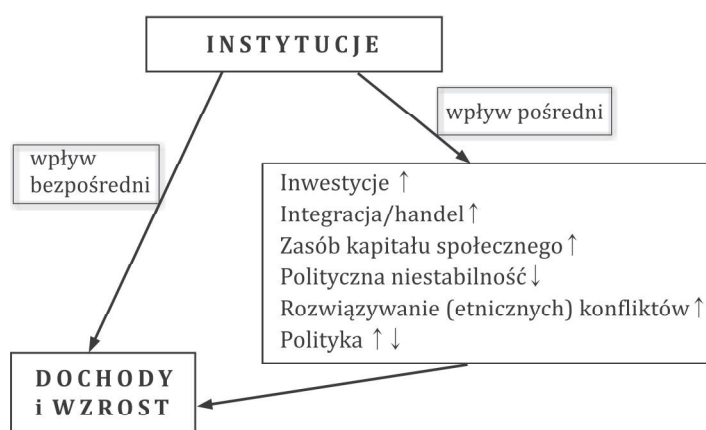 INSTYTUCJE
wpływ pośredni
wpływ
bezpośredni
Inwestycje ↑
Integracja/handel ↑
Zasób kapitału społecznego ↑
Polityczna niestabilność ↓
Rozwiązywanie (etnicznych) konfliktów ↑
Polityka ↑ ↓
DOCHODY
i WZROST